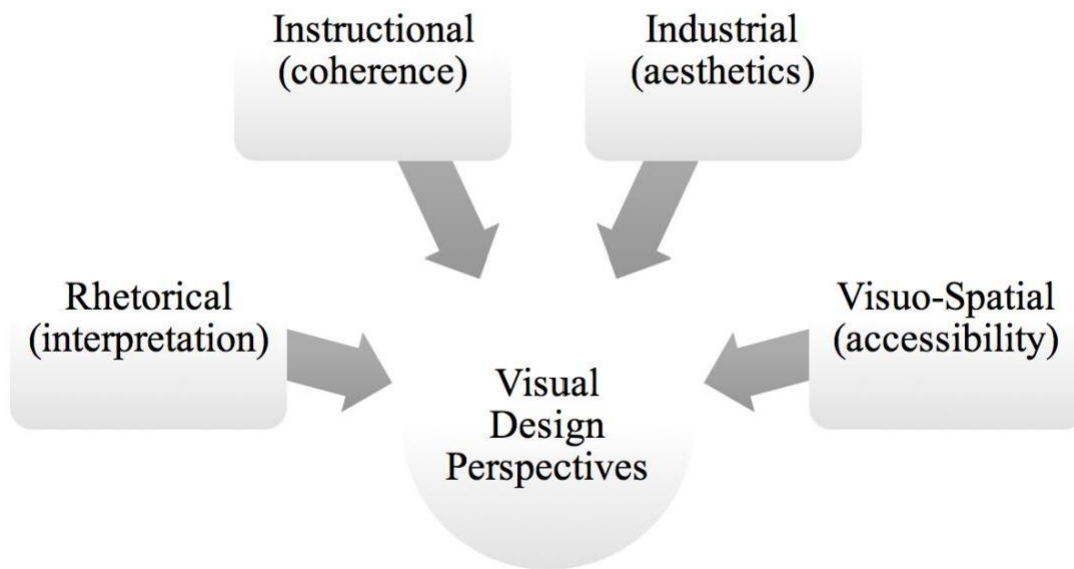 Instructional
(coherence)
Industrial
(aesthetics)
Rhetorical
(interpretation)
Visuo-Spatial
(accessibility)
Visual
Design
Perspectives